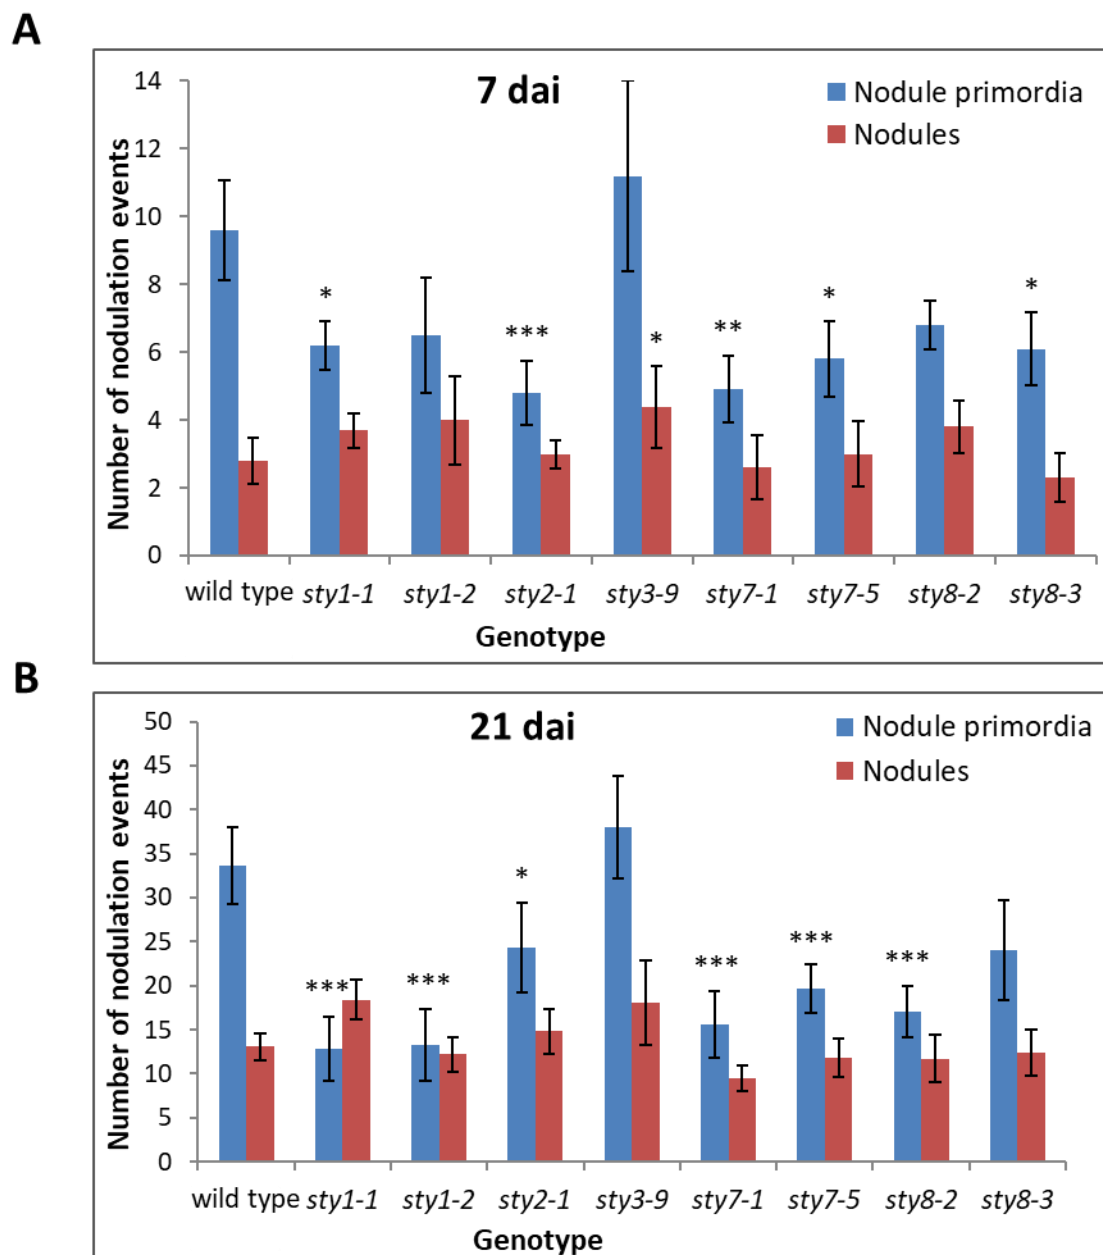 A
7 dai
Nodule primordia
Nodules
Number of nodulation events
14
12
10
8
6
4
2
0
*
***
*
**
*
*
wild type sty1-1 sty1-2 sty2-1 sty3-9 sty7-1 sty7-5 sty8-2 sty8-3
Genotype
B
21 dai
Nodule primordia
Nodules
Number of nodulation events
50
45
40
35
30
25
20
15
10
5
0
***
***
*
***
***
***
wild type sty1-1 sty1-2 sty2-1 sty3-9 sty7-1 sty7-5 sty8-2 sty8-3
Genotype